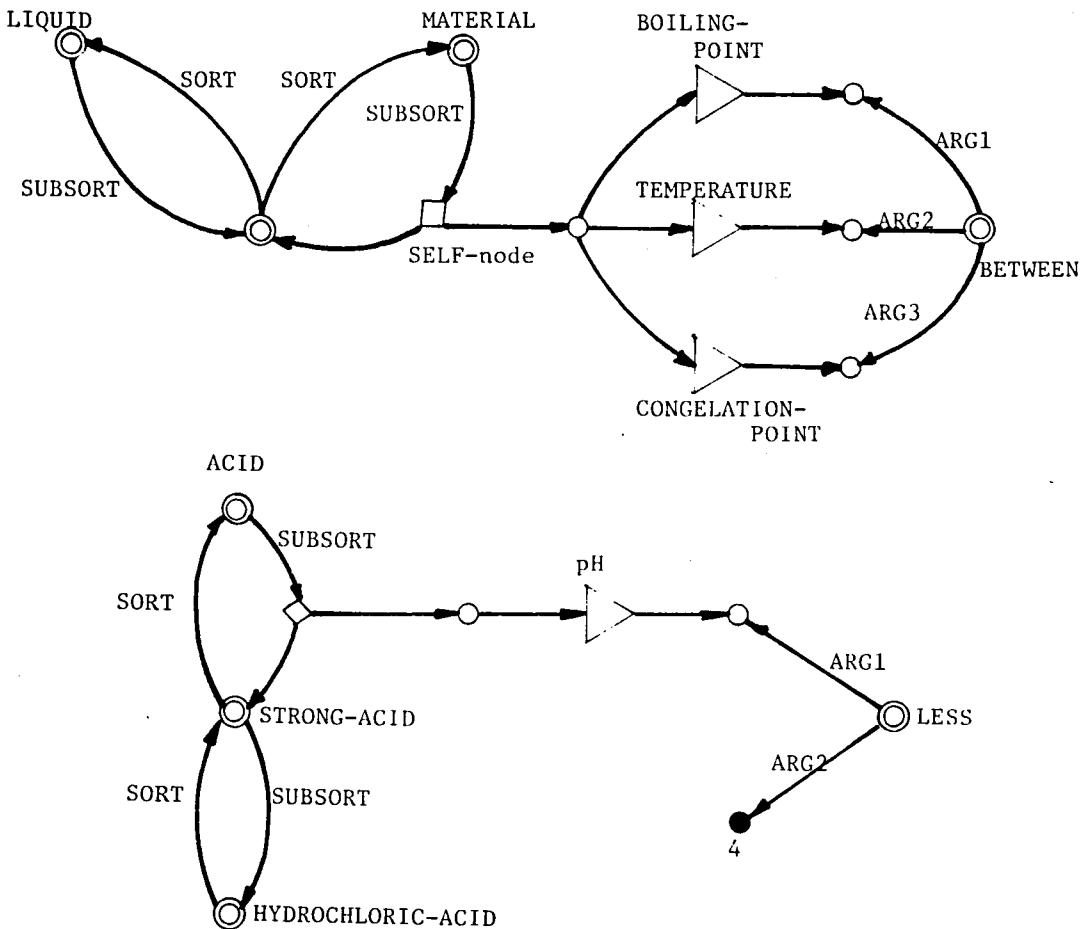 LIQUID
MATERIAL
BOILING-
POINT
SORT
SORT
SUBSORT
ARG1
SUBSORT
TEMPERATURE
ARG2
SELF-node
BETWEEN
ARG3
CONGELATION-
POINT
ACID
SUBSORT
pH
SORT
ARG1
STRONG-ACID
LESS
ARG2
SORT
SUBSORT
4
HYDROCHLORIC-ACID